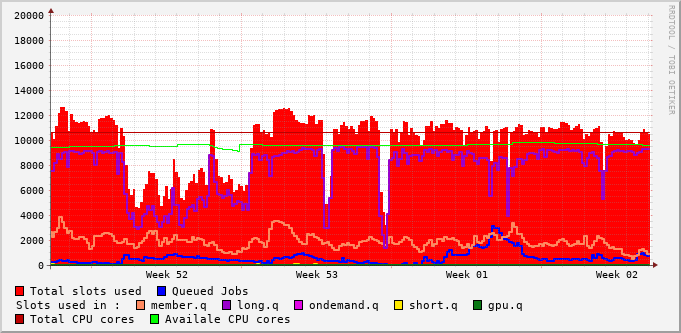 20000
18000
16000
14000
12000
10000
8000
6000
4000
2000
0
Week 52 Week 53 Week 01 Week 02
RRDTOOL / TOBI OETIKER
Total slots used Queued Jobs
Slots used in : member.q long.q ondemand.q short.q gpu.q
Total CPU cores Availale CPU cores